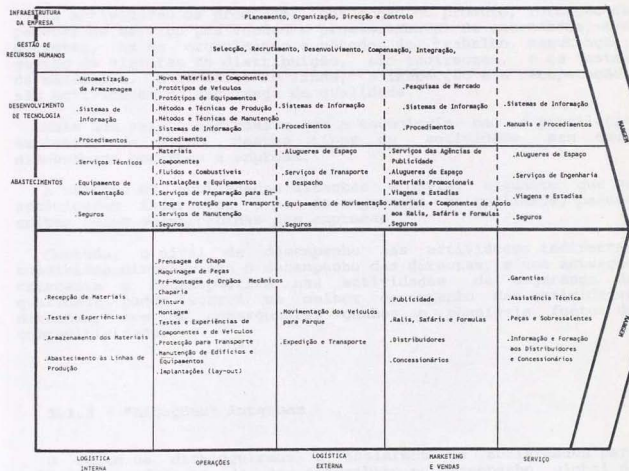 INFRAESTRUTURA
DA EMPRESA
Planeamento, Organização, Direcção e Controlo
GESTÃO DE
RECURSOS HUMANOS
Selecção, Recrutamento, Desenvolvimento, Compensação, Integração,
DESENVOLVIMENTO
DE TECNOLOGIA
.Automatização
da Armazenagem
.Sistemas de
Informação
.Procedimentos
.Novos Materiais e Componentes
.Protótipos de Veículos
.Protótipos de Equipamentos
.Métodos e Técnicas de Produção
.Métodos e Técnicas de Manutenção
.Sistemas de Informação
.Procedimentos
.Sistemas de Informação
.Procedimentos
.Pesquisas de Mercado
.Sistemas de Informação
.Procedimentos
.Sistemas de Informação
.Manuais e Procedimentos
ABASTECIMENTOS
.Serviços Técnicos
.Equipamento de
Movimentação
.Seguros
.Materiais
.Componentes
.Fluídos e Combustíveis
.Instalações e Equipamentos
.Serviços de Preparação para En-
trega e Proteção para Transporte
.Serviços de Manutenção
.Seguros
.Alugueres de Espaço
.Serviços de Transporte
e Despacho
.Equipamento de Movimentação
.Seguros
.Serviços das Agências de
Publicidade
.Alugueres de Espaço
.Materiais Promocionais
.Viagens e Estadias
.Materiais e Componentes de Apoio
aos Ralis, Safáris e Formulas
.Seguros
.Alugueres de Espaço
.Serviços de Engenharia
.Viagens e Estadias
.Seguros
MARGEM
.Recepção de Materiais
.Testes e Experiências
.Armazenamento dos Materiais
.Abastecimento às Linhas de
Produção
.Prensagem de Chapa
.Maquinagem de Peças
.Pré-Montagem de Orgãos Mecânicos
.Chaparia
.Pintura
.Montagem
.Testes e Experiências de
Componentes e de Veículos
.Protecção para Transporte
.Manutenção de Edifícios e
Equipamentos
.Implantações (Lay-out)
.Movimentação dos Veículos
para Parque
.Expedição e Transporte
.Publicidade
.Ralis, Safáris e Formulas
.Distribuidores
.Concessionários
.Garantia
.Assistência Técnica
.Peças e Sobressalentes
.Informação e Formação
aos Distribuidores
e Concessionários
MARGEM
LOGÍSTICA
INTERNA
OPERAÇÕES
LOGÍSTICA
EXTERNA
MARKETING
E VENDAS
SERVIÇO